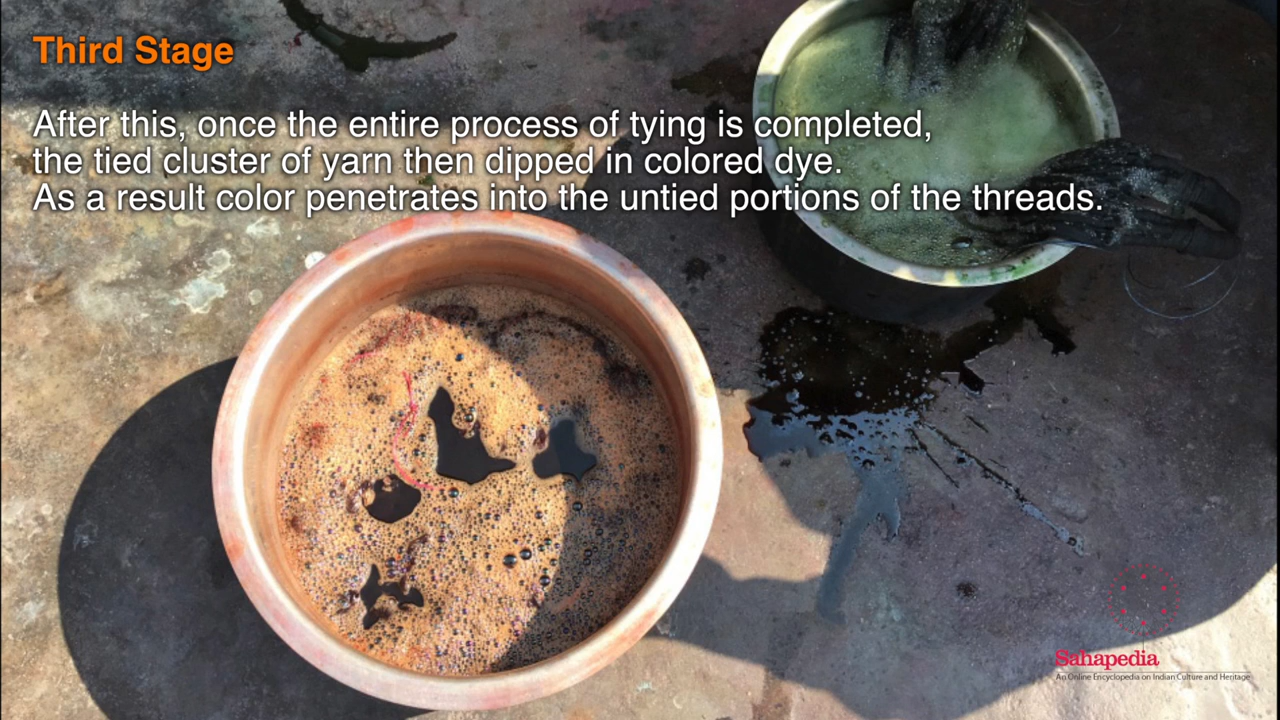 Third Stage
After this, once the entire process of tying is completed,
the tied cluster of yarn then dipped in colored dye.
As a result color penetrates into the untied portions of the threads.
Sahapedia
An Online Encyclopedia on Indian Culture and Heritage